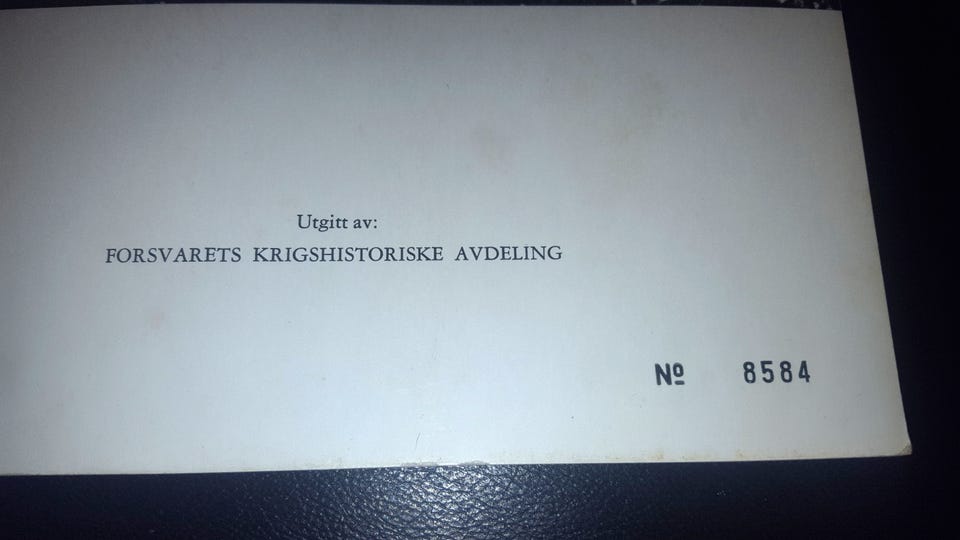 Utgitt av:
FORSVARETS KRIGSHISTORISKE AVDELING
Nº 8584